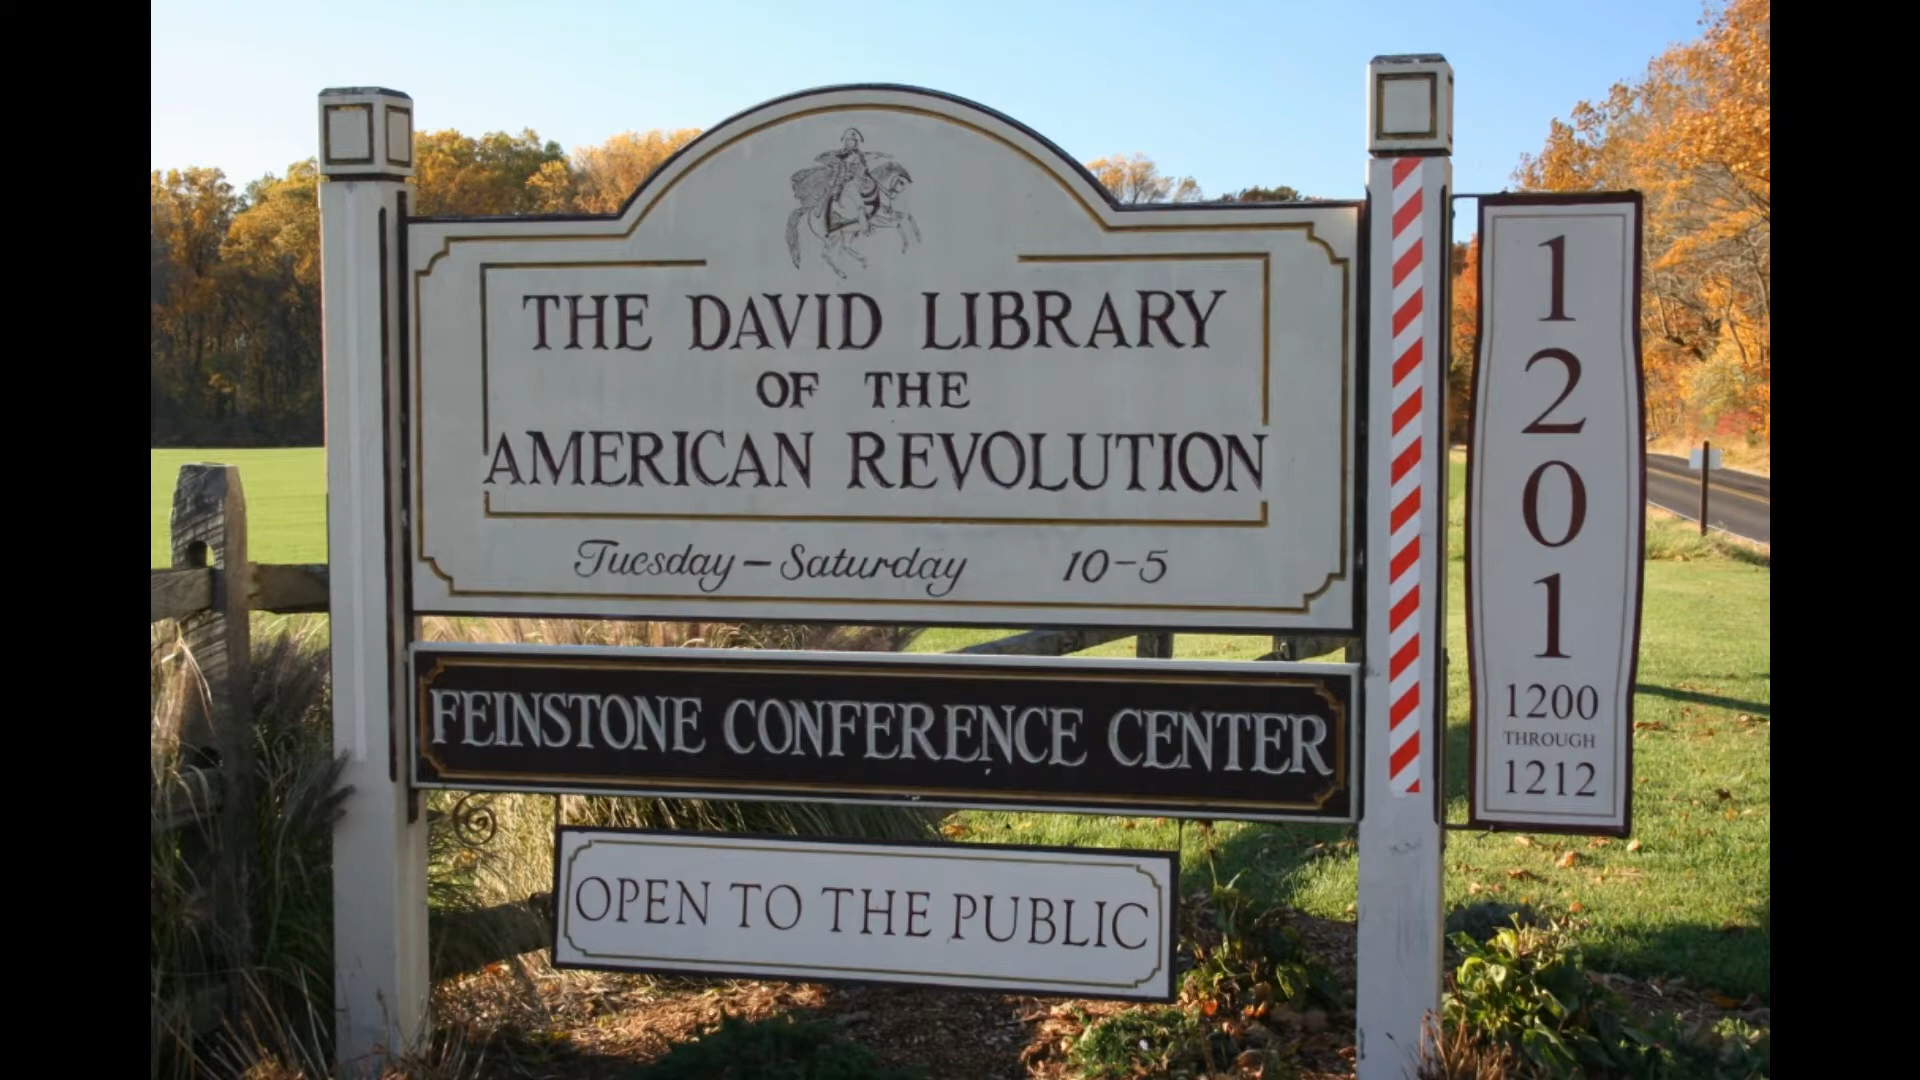 THE DAVID LIBRARY
OF THE
AMERICAN REVOLUTION
Tuesday – Saturday 10-5
FEINSTONE CONFERENCE CENTER
OPEN TO THE PUBLIC
1
2
0
1
1200
THROUGH
1212